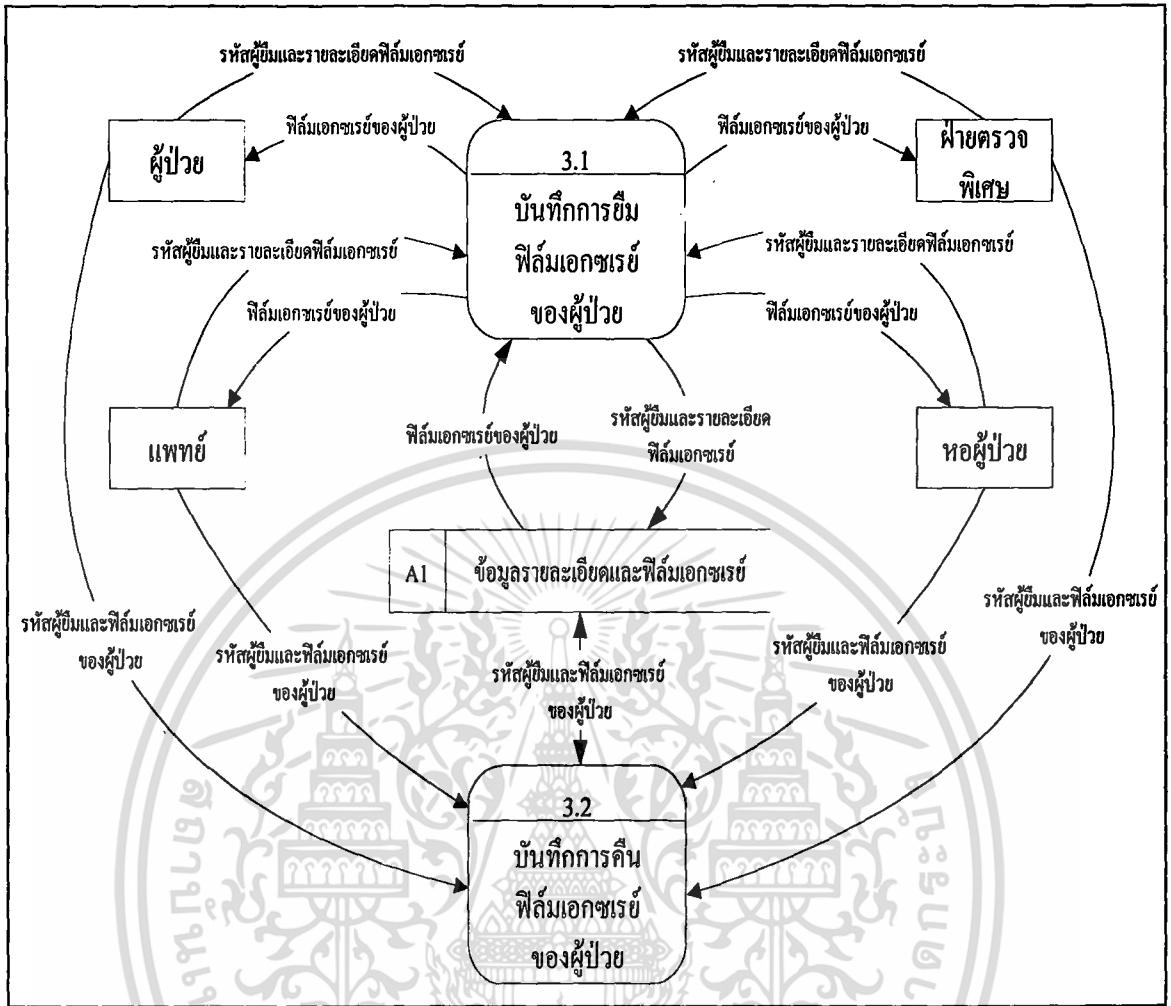 รหัสผู้ยืมและรายละเอียดฟิล์มเอกซเรย์
รหัสผู้ยืมและรายละเอียดฟิล์มเอกซเรย์
ฟิล์มเอกซเรย์ของผู้ป่วย
ฟิล์มเอกซเรย์ของผู้ป่วย
ผู้ป่วย
3.1
บันทึกการยืม
ฟิล์มเอกซเรย์
ของผู้ป่วย
ฝ่ายตรวจ
พิเศษ
รหัสผู้ยืมและรายละเอียดฟิล์มเอกซเรย์
รหัสผู้ยืมและรายละเอียดฟิล์มเอกซเรย์
ฟิล์มเอกซเรย์ของผู้ป่วย
ฟิล์มเอกซเรย์ของผู้ป่วย
แพทย์
ฟิล์มเอกซเรย์ของผู้ป่วย
รหัสผู้ยืมและรายละเอียด
ฟิล์มเอกซเรย์
หอผู้ป่วย
A1
ข้อมูลรายละเอียดและฟิล์มเอกซเรย์
รหัสผู้ยืมและฟิล์มเอกซเรย์
ของผู้ป่วย
รหัสผู้ยืมและฟิล์มเอกซเรย์
ของผู้ป่วย
รหัสผู้ยืมและฟิล์มเอกซเรย์
ของผู้ป่วย
รหัสผู้ยืมและฟิล์มเอกซเรย์
ของผู้ป่วย
รหัสผู้ยืมและฟิล์มเอกซเรย์
ของผู้ป่วย
3.2
บันทึกการคืน
ฟิล์มเอกซเรย์
ของผู้ป่วย